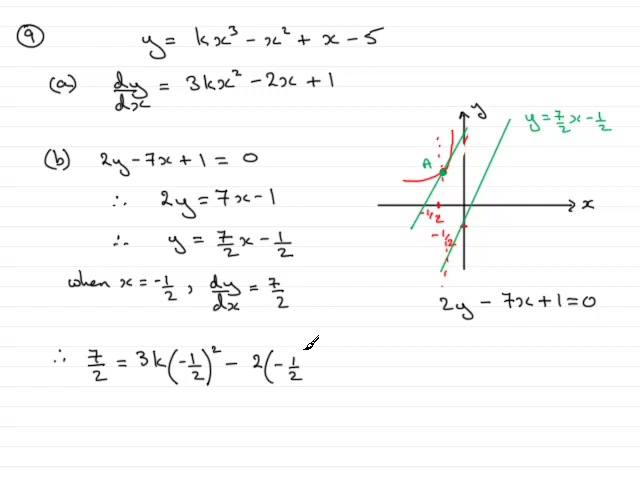 9 y = kx³ - x² + x - 5
(a) dy/dx = 3kx² - 2x + 1
(b) 2y - 7x + 1 = 0
∴ 2y = 7x - 1
∴ y = 7/2 x - 1/2
when x = -1/2, dy/dx = 7/2
∴ 7/2 = 3k(-1/2)² - 2(-1/2
y
y = 7/2 x - 1/2
A
x
-1/2
-1/2
2y - 7x + 1 = 0